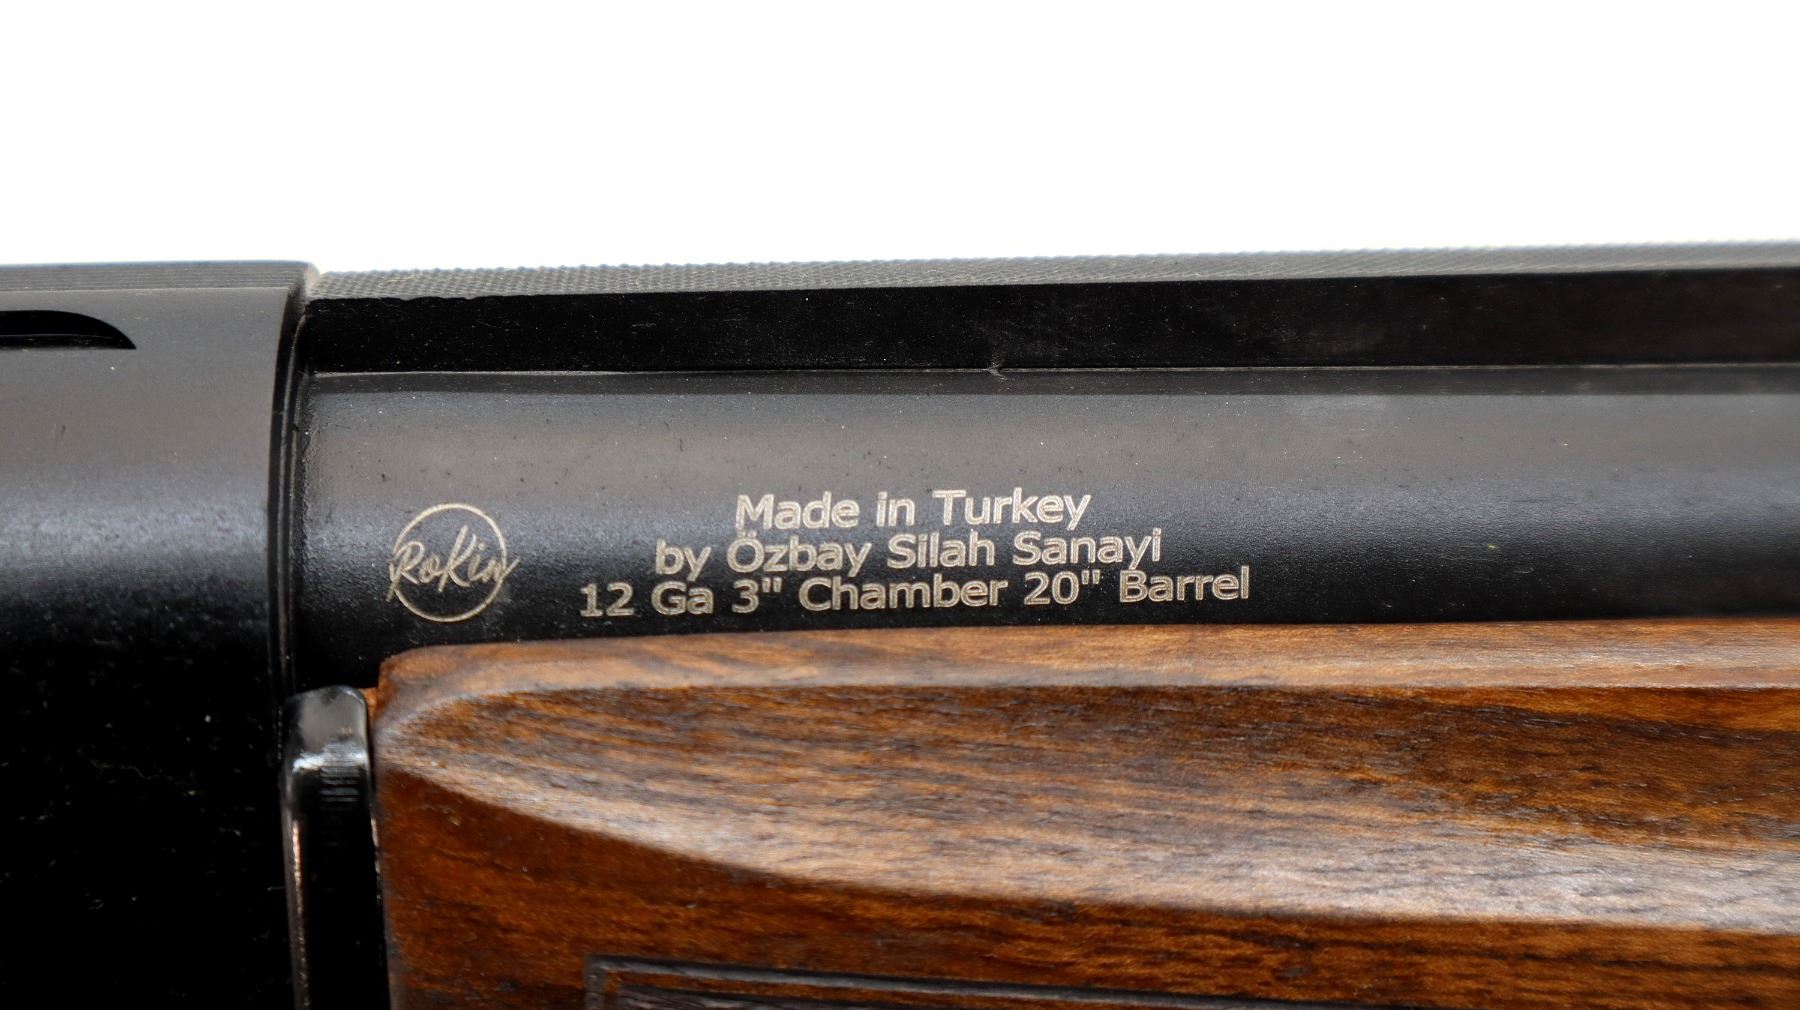 RoKin
Made in Turkey
by Özbay Silah Sanayi
12 Ga 3" Chamber 20" Barrel